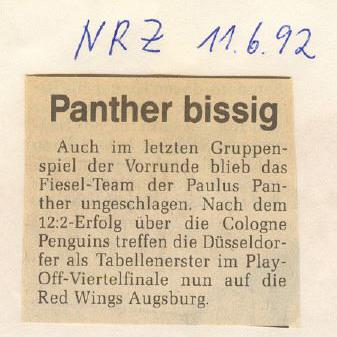 NRZ 11.6.92
Panther bissig
Auch im letzten Gruppen-
spiel der Vorrunde blieb das
Fiesel-Team der Paulus Pan-
ther ungeschlagen. Nach dem
12:2-Erfolg über die Cologne
Penguins treffen die Düsseldor-
fer als Tabellenerster im Play-
Off-Viertelfinale nun auf die
Red Wings Augsburg.